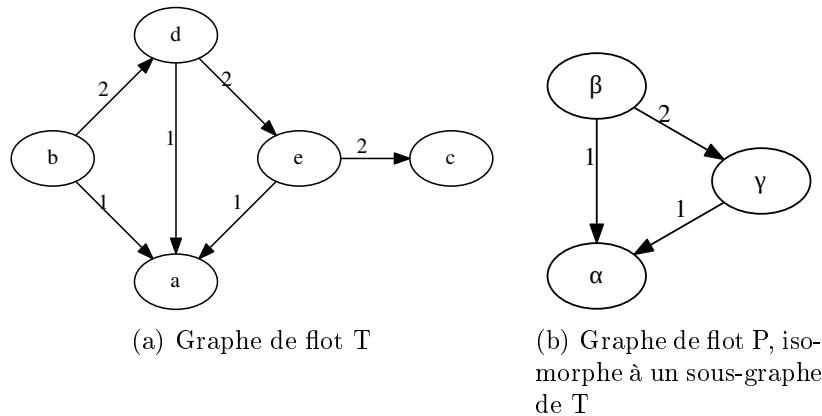 d
2
2
b
1
e
2
c
1
1
a
(a) Graphe de flot T
β
2
1
γ
1
α
(b) Graphe de flot P, iso-
morphe à un sous-graphe
de T